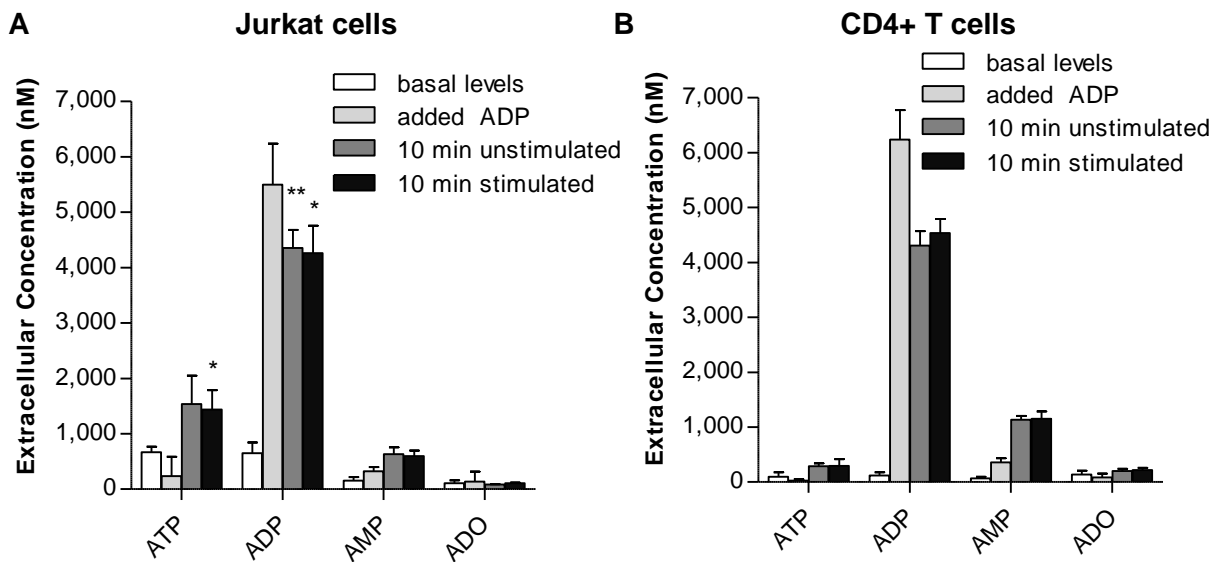 A
Jurkat cells
basal levels
added ADP
10 min unstimulated
10 min stimulated
Extracellular Concentration (nM)
7,000
6,000
5,000
4,000
3,000
2,000
1,000
0
*
**
*
ATP
ADP
AMP
ADO
B
CD4+ T cells
basal levels
added ADP
10 min unstimulated
10 min stimulated
Extracellular Concentration (nM)
7,000
6,000
5,000
4,000
3,000
2,000
1,000
0
ATP
ADP
AMP
ADO